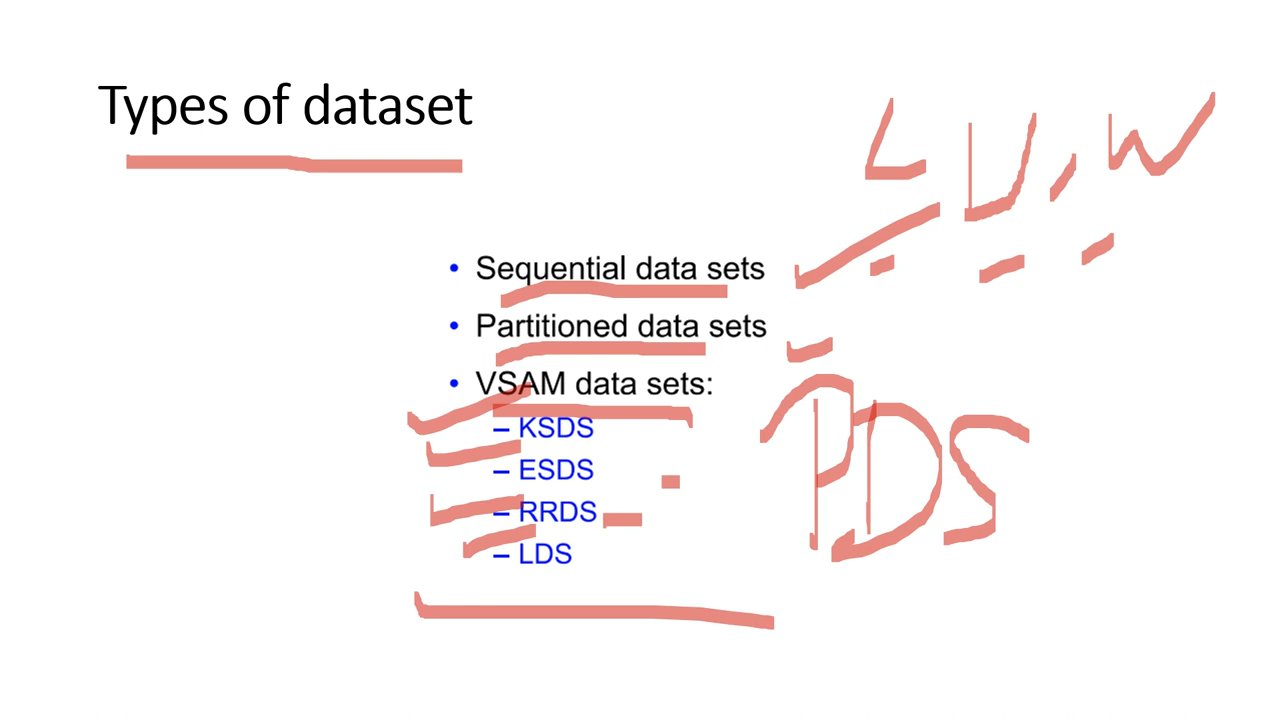 Types of dataset
• Sequential data sets
• Partitioned data sets
• VSAM data sets:
– KSDS
– ESDS
– RRDS
– LDS
PDS